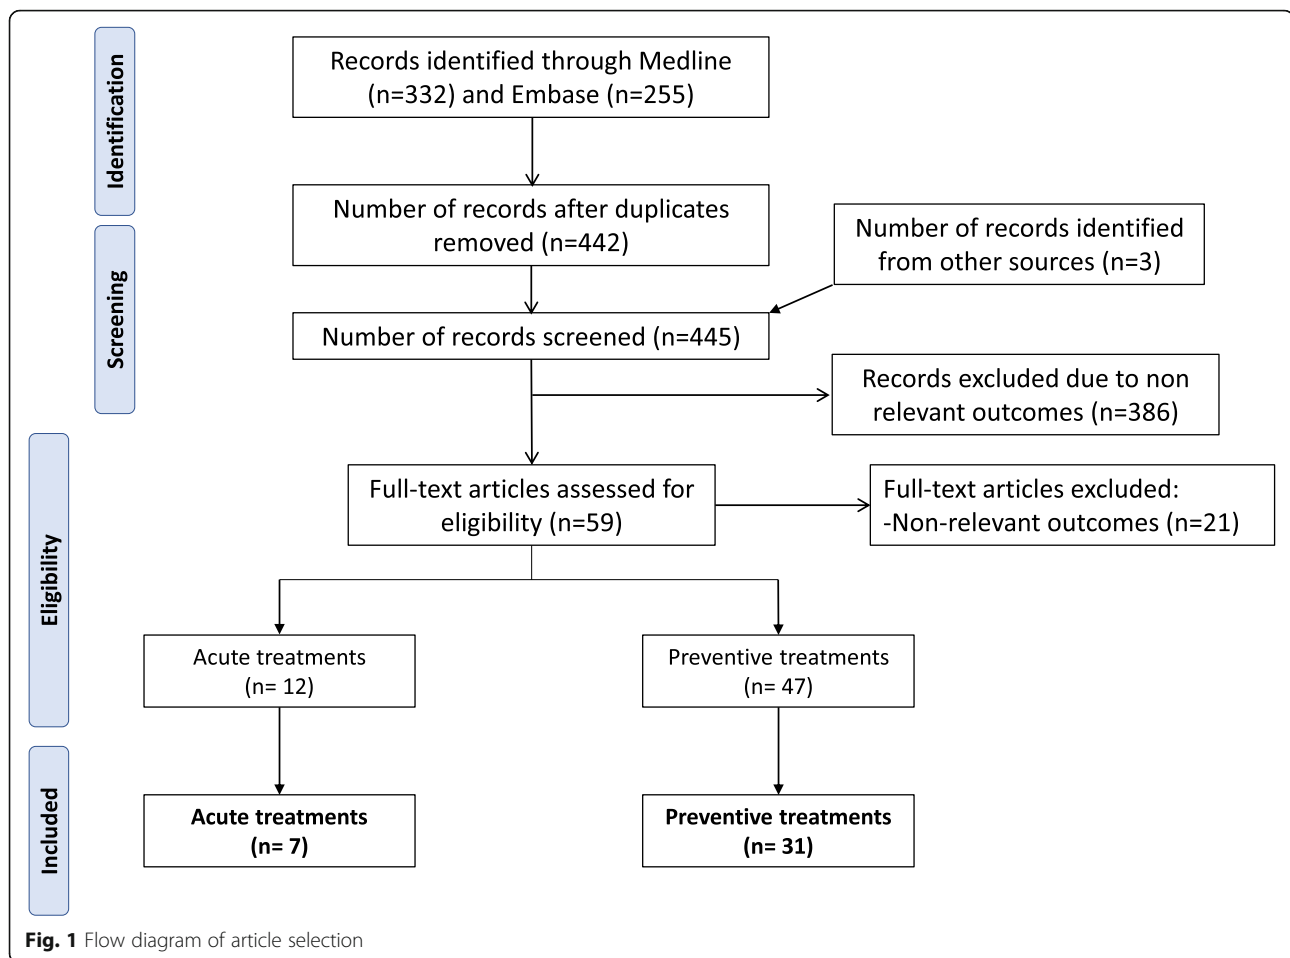 Identification
Records identified through Medline
(n=332) and Embase (n=255)
Number of records after duplicates
removed (n=442)
Screening
Number of records identified
from other sources (n=3)
Number of records screened (n=445)
Records excluded due to non
relevant outcomes (n=386)
Eligibility
Full-text articles assessed for
eligibility (n=59)
Full-text articles excluded:
-Non-relevant outcomes (n=21)
Acute treatments
(n= 12)
Preventive treatments
(n= 47)
Included
Acute treatments
(n= 7)
Preventive treatments
(n= 31)
Fig. 1 Flow diagram of article selection